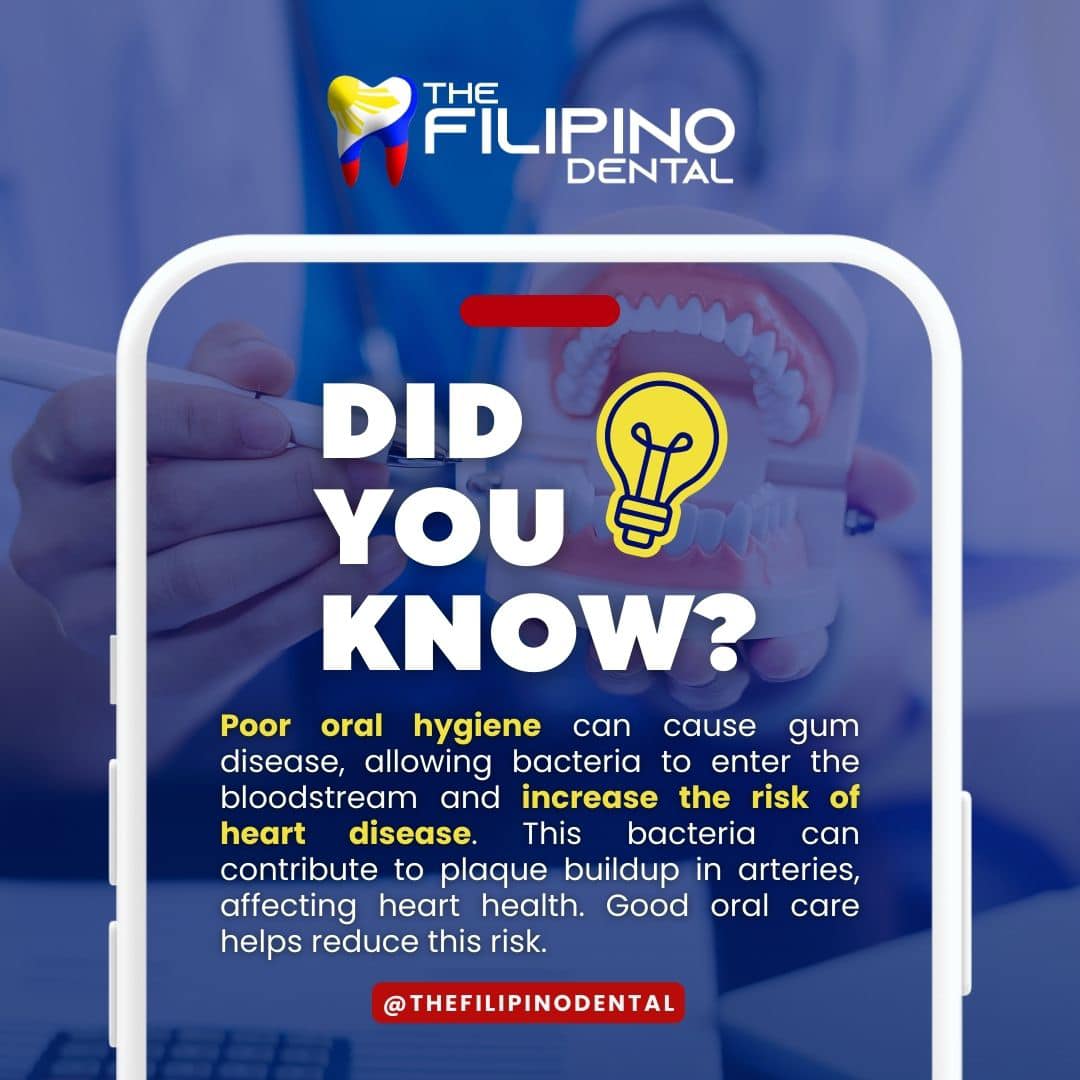 THE
FILIPINO
DENTAL
DID
YOU
KNOW?
Poor oral hygiene can cause gum
disease, allowing bacteria to enter the
bloodstream and increase the risk of
heart disease. This bacteria can
contribute to plaque buildup in arteries,
affecting heart health. Good oral care
helps reduce this risk.
@THEFILIPINODENTAL